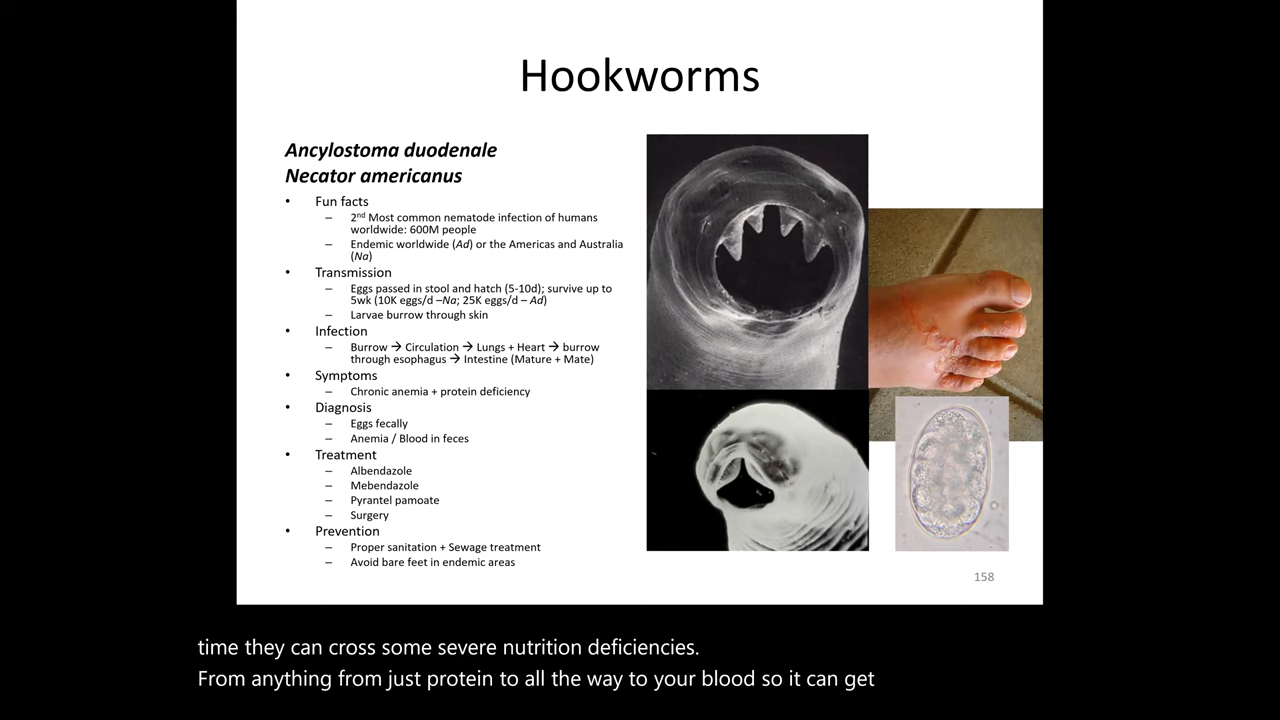 Hookworms
Ancylostoma duodenale
Necator americanus
• Fun facts
– 2nd Most common nematode infection of humans
worldwide: 600M people
– Endemic worldwide (Ad) or the Americas and Australia
(Na)
• Transmission
– Eggs passed in stool and hatch (5-10d); survive up to
5wk (10K eggs/d –Na; 25K eggs/d – Ad)
– Larvae burrow through skin
• Infection
– Burrow → Circulation → Lungs + Heart → burrow
through esophagus → Intestine (Mature + Mate)
• Symptoms
– Chronic anemia + protein deficiency
• Diagnosis
– Eggs fecally
– Anemia / Blood in feces
• Treatment
– Albendazole
– Mebendazole
– Pyrantel pamoate
– Surgery
• Prevention
– Proper sanitation + Sewage treatment
– Avoid bare feet in endemic areas
158
time they can cross some severe nutrition deficiencies.
From anything from just protein to all the way to your blood so it can get